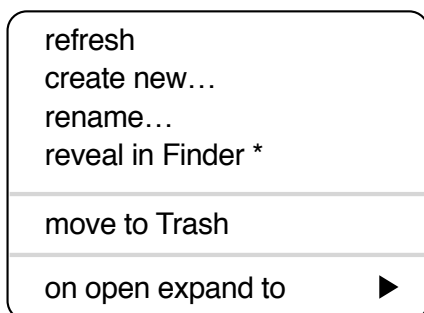 refresh
create new…
rename…
reveal in Finder *
move to Trash
on open expand to ▶